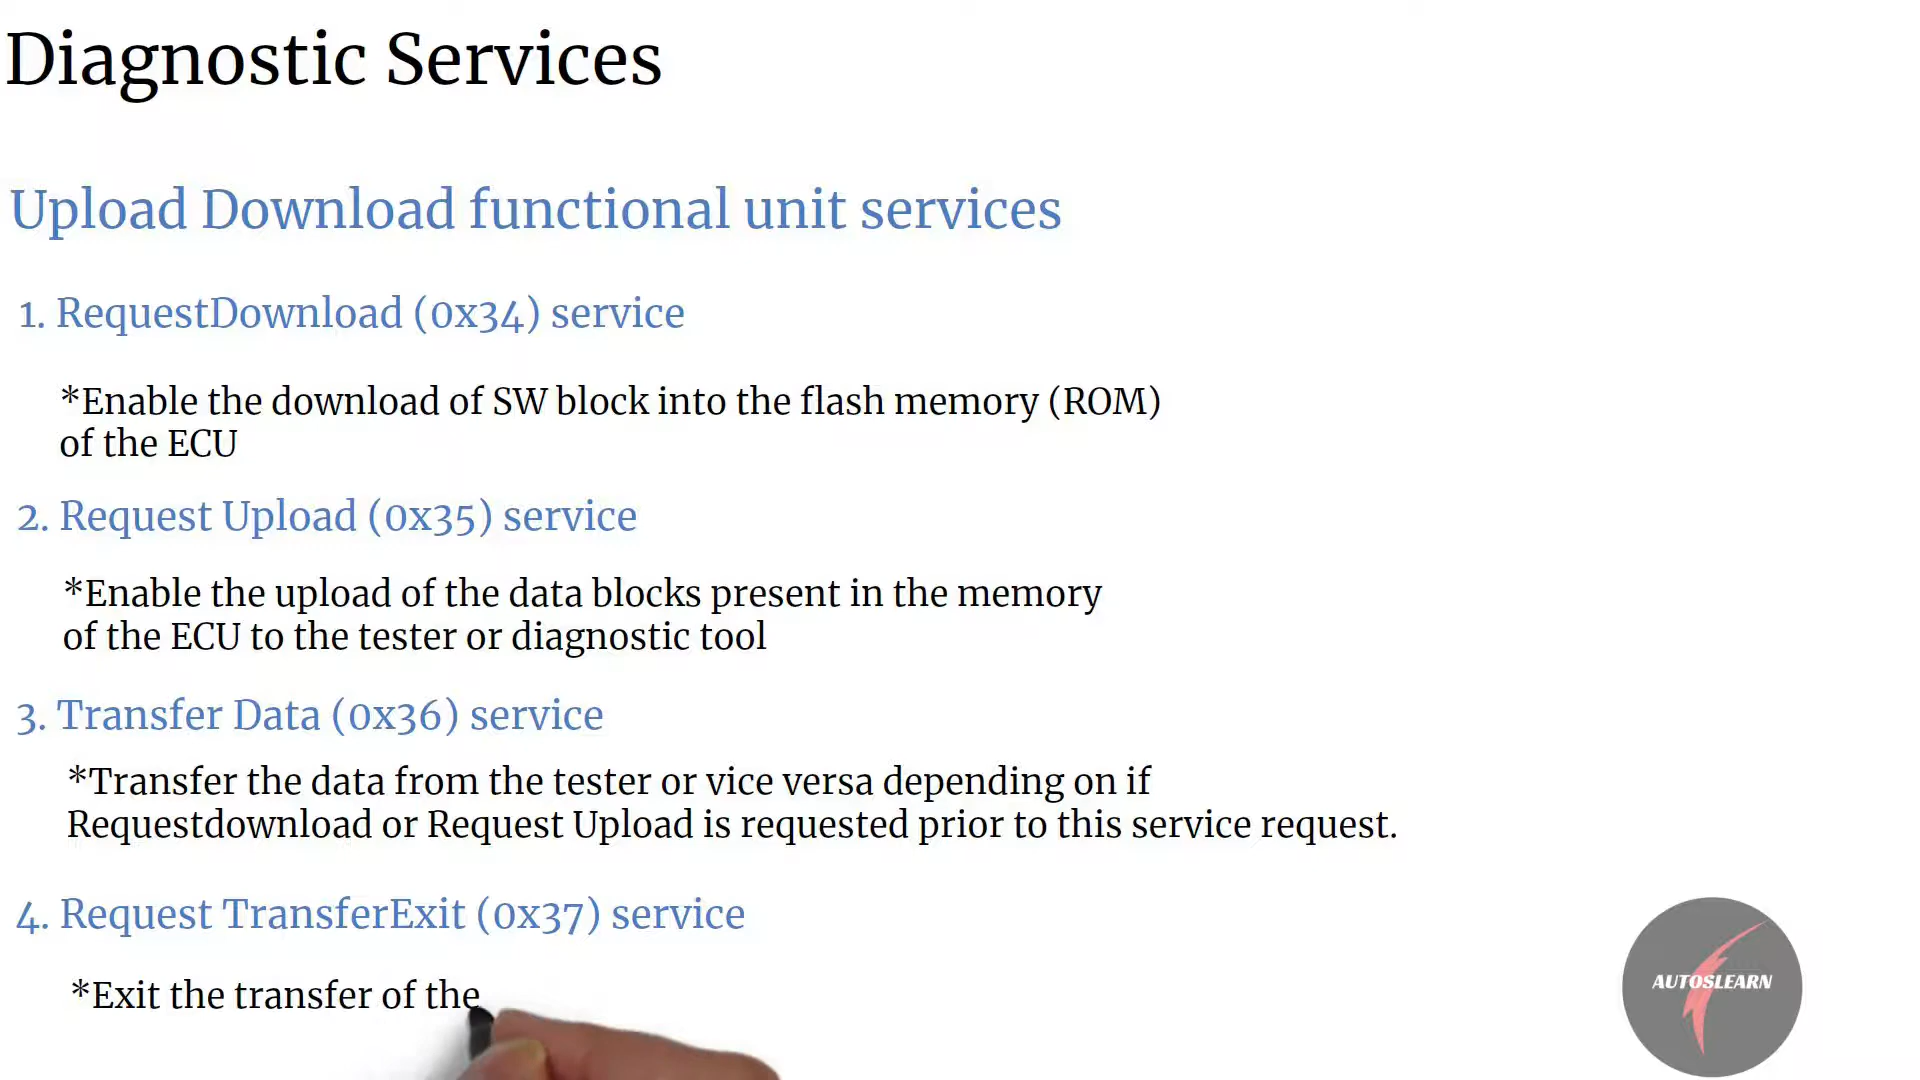 Diagnostic Services
Upload Download functional unit services
1. RequestDownload (0x34) service
*Enable the download of SW block into the flash memory (ROM)
of the ECU
2. Request Upload (0x35) service
*Enable the upload of the data blocks present in the memory
of the ECU to the tester or diagnostic tool
3. Transfer Data (0x36) service
*Transfer the data from the tester or vice versa depending on if
Requestdownload or Request Upload is requested prior to this service request.
4. Request TransferExit (0x37) service
*Exit the transfer of the
AUTOSLEARN